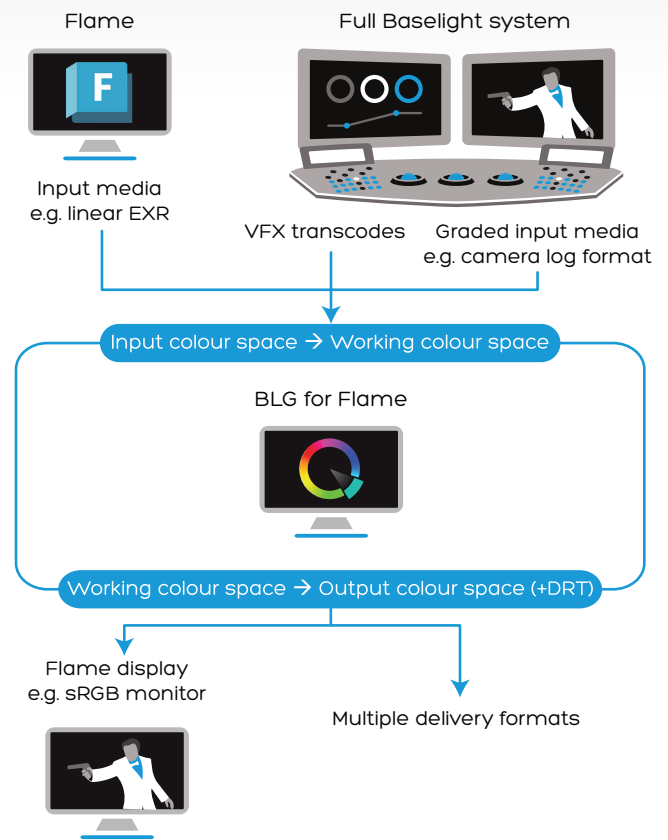 Flame
Full Baselight system
F
Input media
e.g. linear EXR
VFX transcodes
Graded input media
e.g. camera log format
Input colour space → Working colour space
BLG for Flame
Working colour space → Output colour space (+DRT)
Flame display
e.g. sRGB monitor
Multiple delivery formats